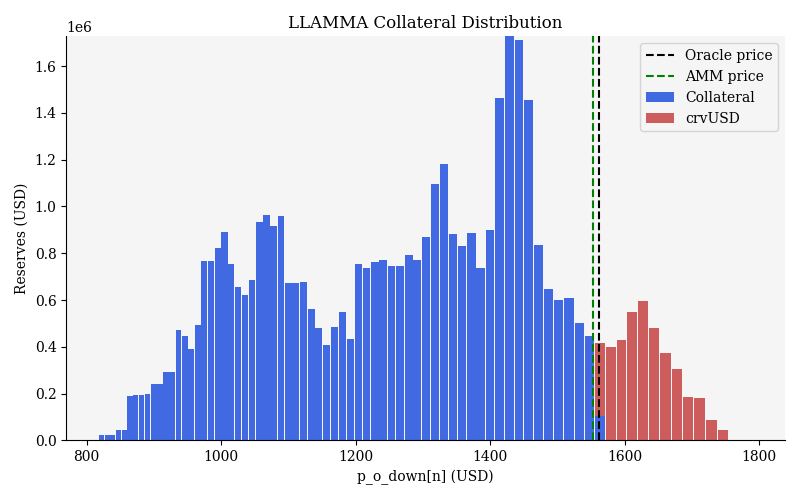 LLAMMA Collateral Distribution
1e6
Oracle price
AMM price
Collateral
crvUSD
Reserves (USD)
1.6
1.4
1.2
1.0
0.8
0.6
0.4
0.2
0.0
800 1000 1200 1400 1600 1800
p_o_down[n] (USD)